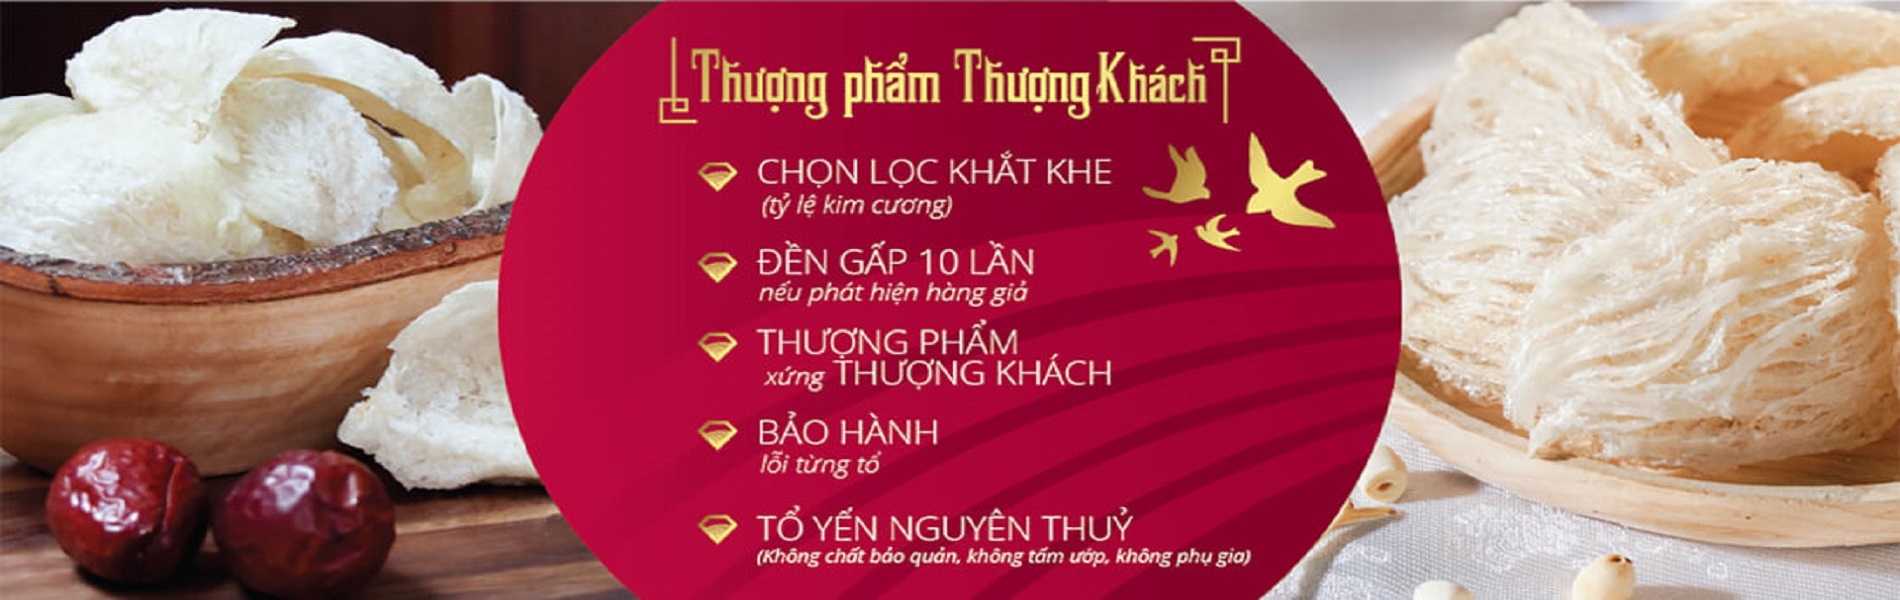 Thượng phẩm Thượng Khách
CHỌN LỌC KHẮT KHE
(tỷ lệ kim cương)
ĐỀN GẤP 10 LẦN
nếu phát hiện hàng giả
THƯỢNG PHẨM
xứng THƯỢNG KHÁCH
BẢO HÀNH
lỗi từng tổ
TỔ YẾN NGUYÊN THUỶ
(Không chất bảo quản, không tẩm ướp, không phụ gia)